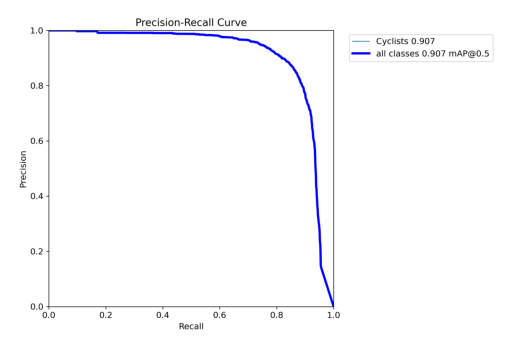 Precision-Recall Curve
Cyclists 0.907
all classes 0.907 mAP@0.5
1.0
0.8
0.6
0.4
0.2
0.0
Precision
0.0 0.2 0.4 0.6 0.8 1.0
Recall